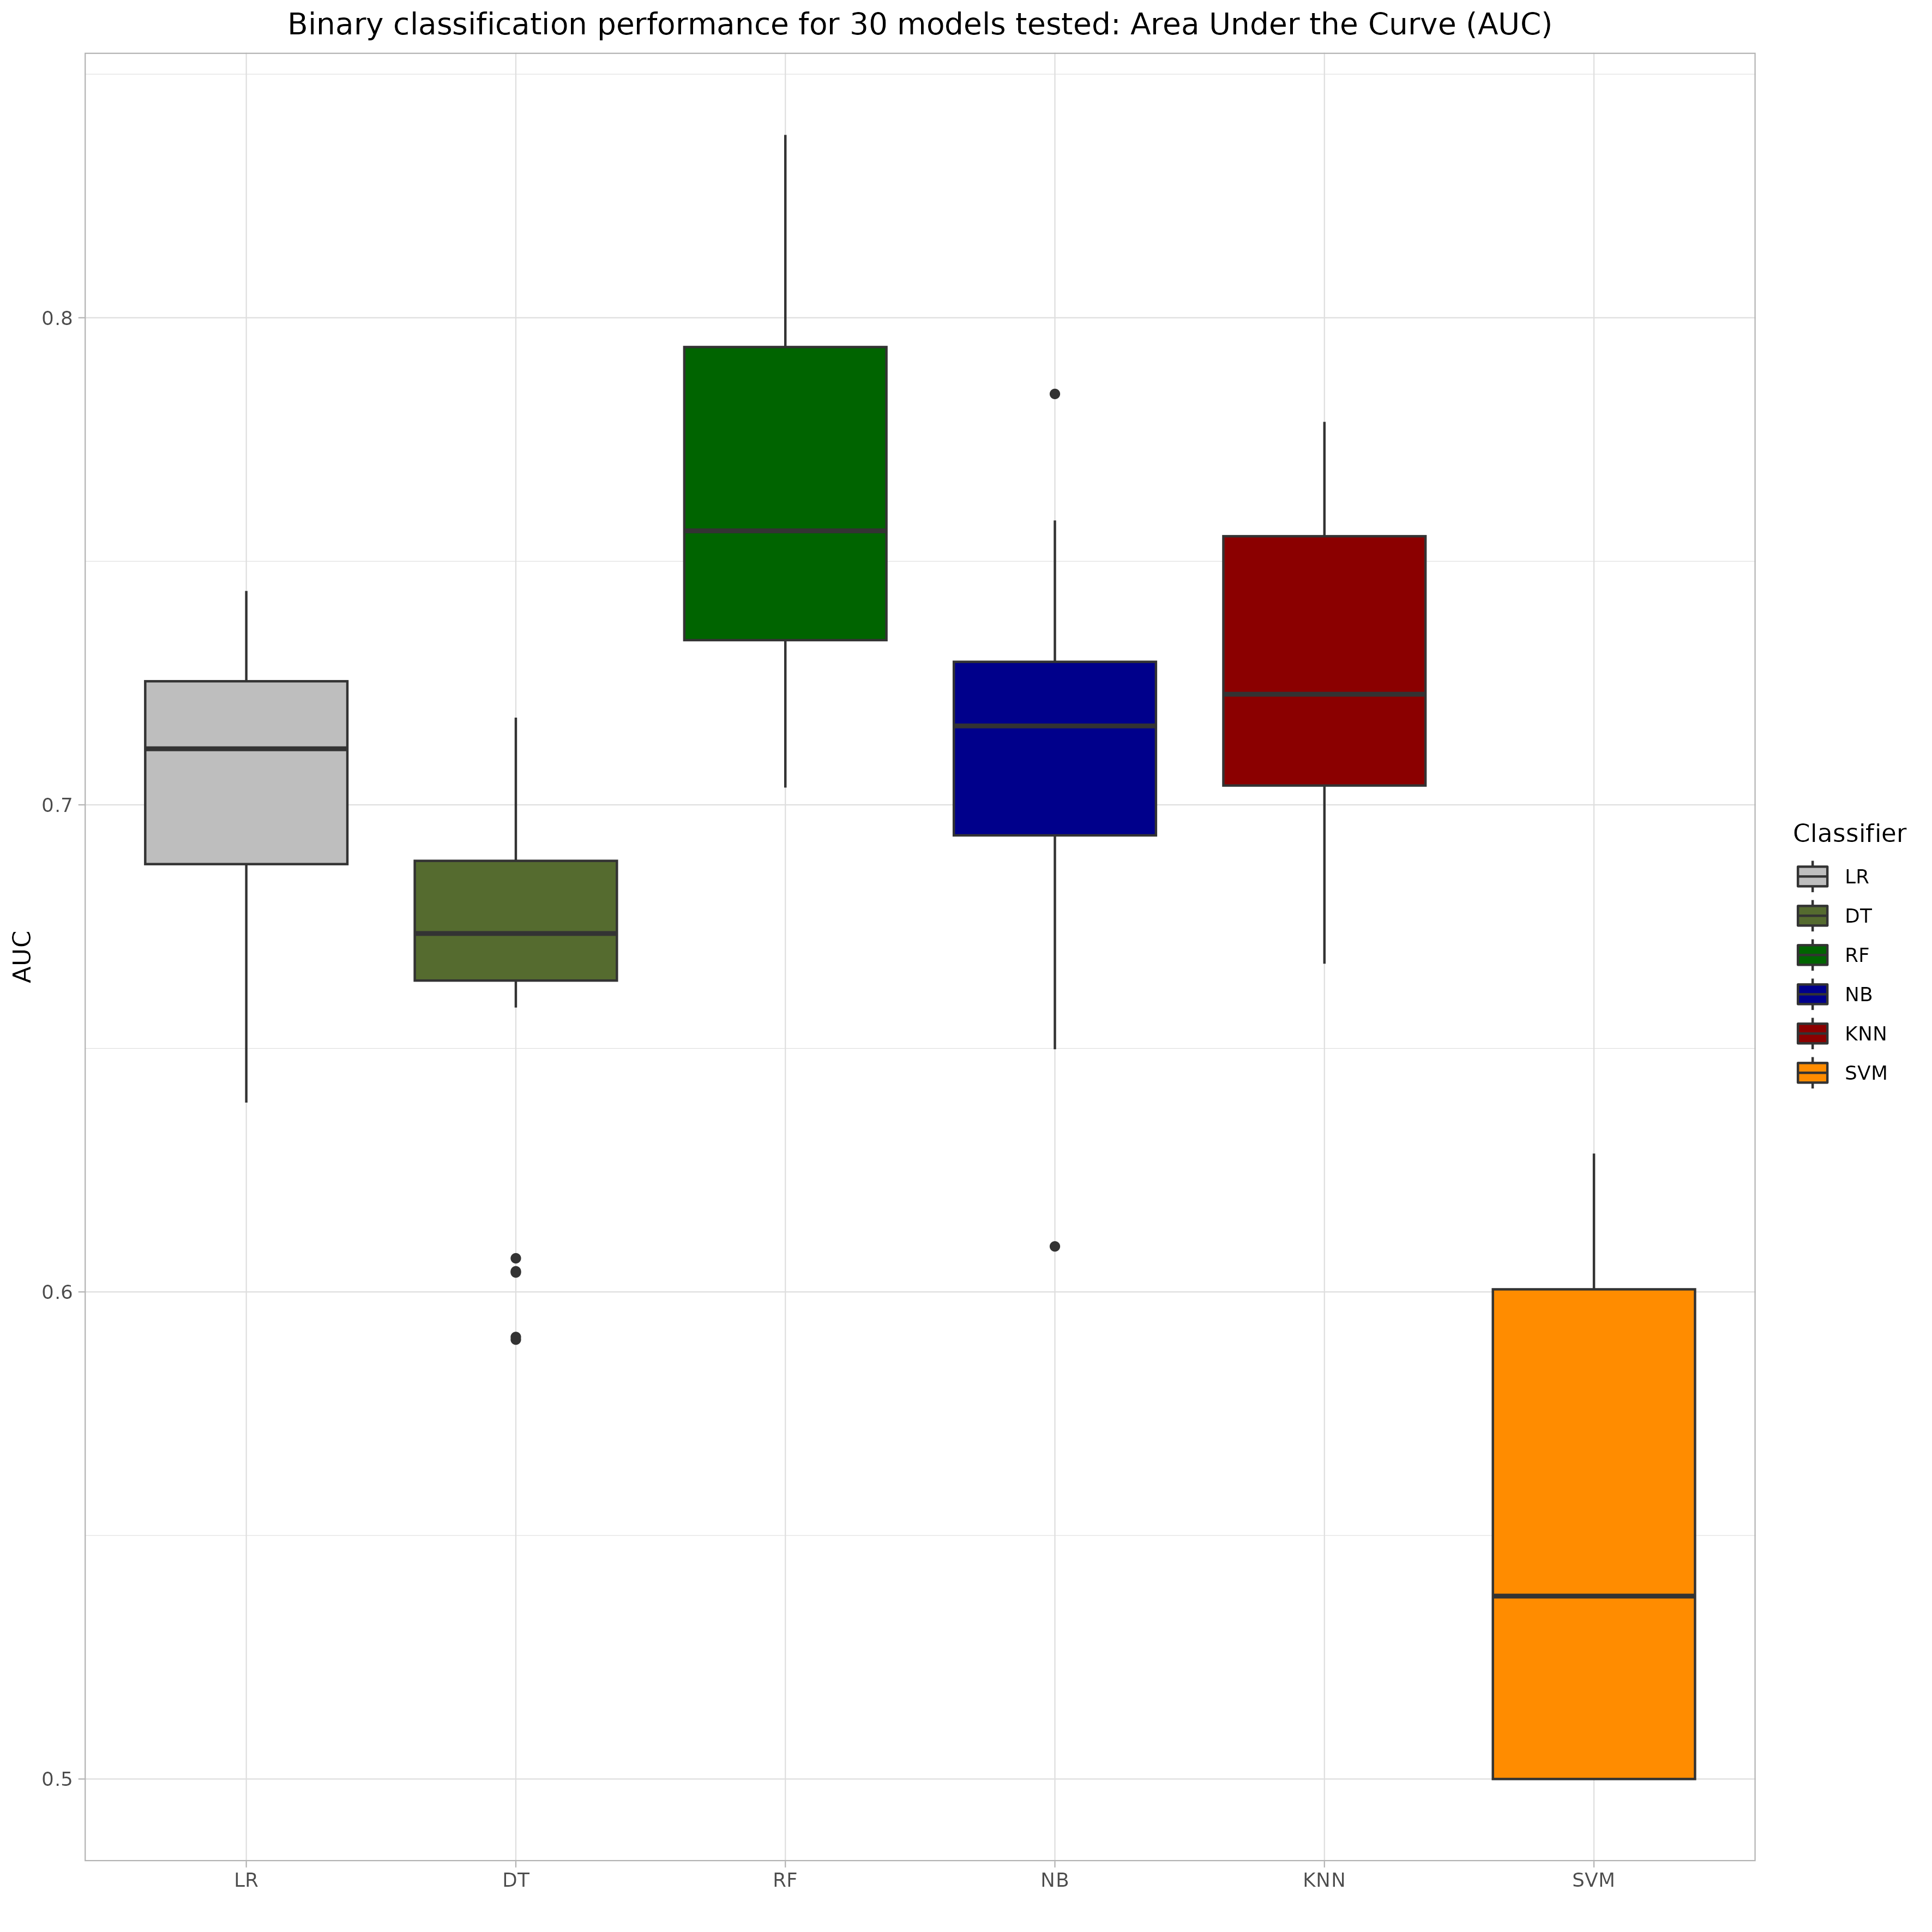 Binary classification performance for 30 models tested: Area Under the Curve (AUC)
AUC
0.8
0.7
0.6
0.5
LR
DT
RF
NB
KNN
SVM
Classifier
LR
DT
RF
NB
KNN
SVM